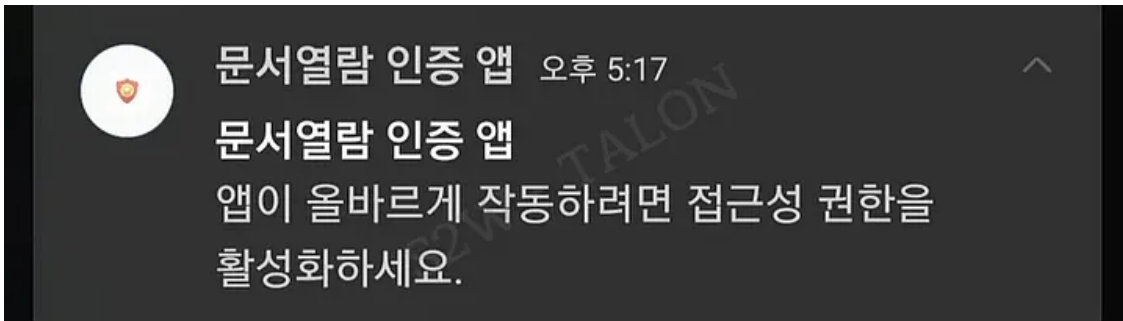 문서열람 인증 앱 오후 5:17
문서열람 인증 앱
앱이 올바르게 작동하려면 접근성 권한을
활성화하세요.
S2W TALON